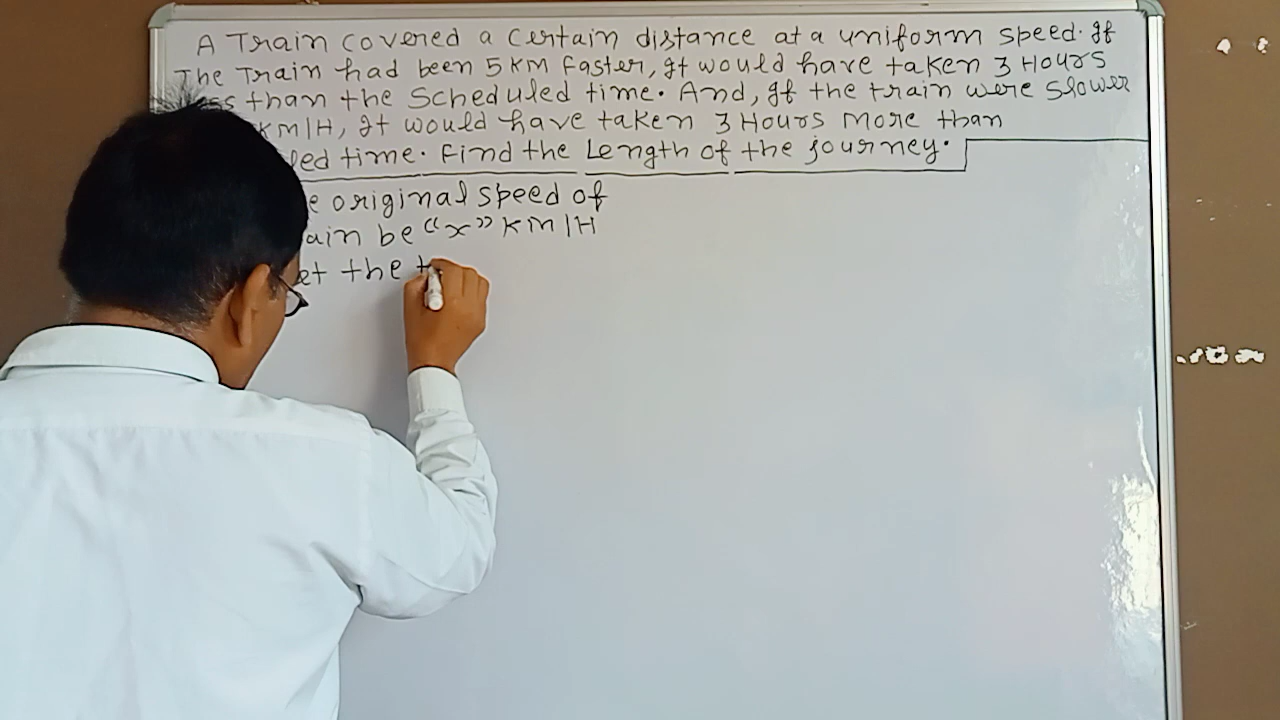 A Train covered a certain distance at a uniform speed. If
The Train had been 5 KM Faster, It would have taken 3 Hours
than the Scheduled time. And, If the train were slower
KM/H, It would have taken 3 Hours More than
time. Find the Length of the journey.
original speed of
be "x" KM/H
the